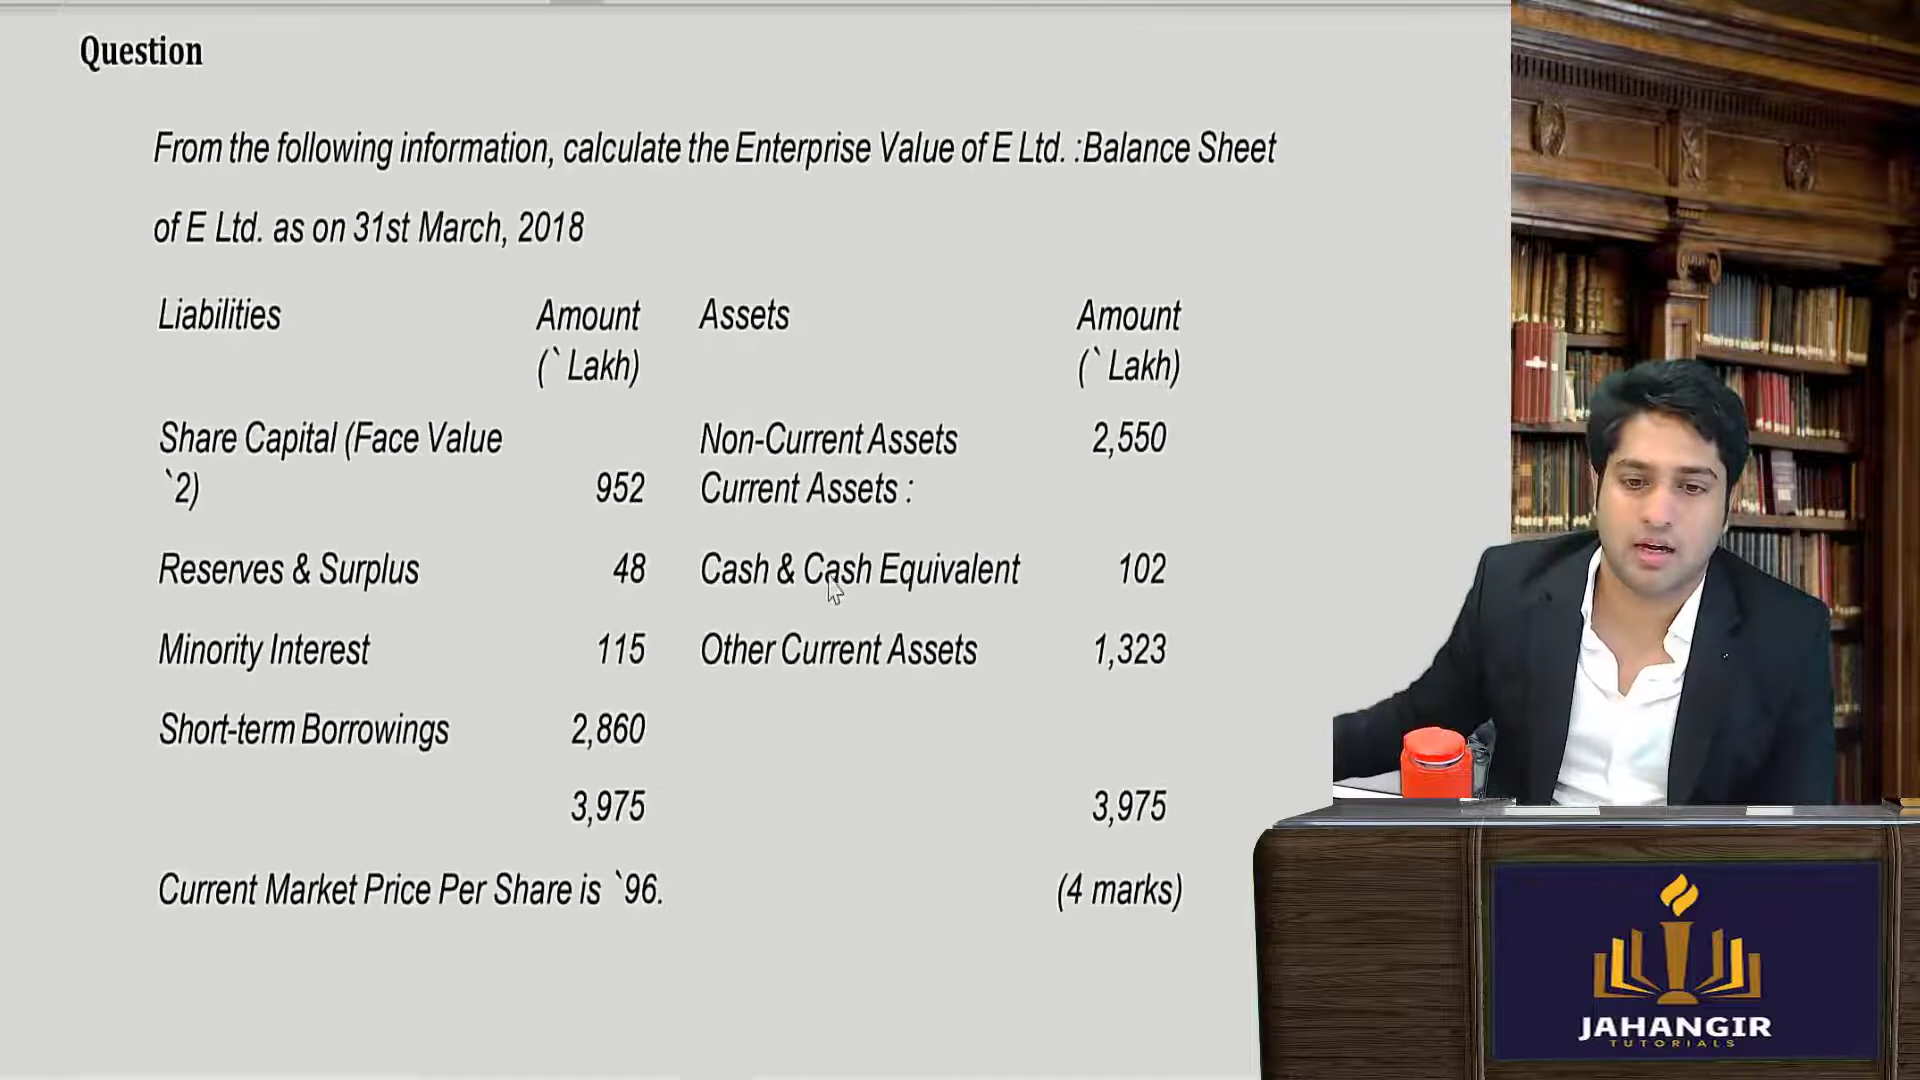 Question
From the following information, calculate the Enterprise Value of E Ltd. :Balance Sheet
of E Ltd. as on 31st March, 2018
Liabilities Amount Assets Amount
(` Lakh) (` Lakh)
Share Capital (Face Value Non-Current Assets 2,550
`2) 952 Current Assets :
Reserves & Surplus 48 Cash & Cash Equivalent 102
Minority Interest 115 Other Current Assets 1,323
Short-term Borrowings 2,860
3,975 3,975
Current Market Price Per Share is `96. (4 marks)
JAHANGIR
TUTORIALS